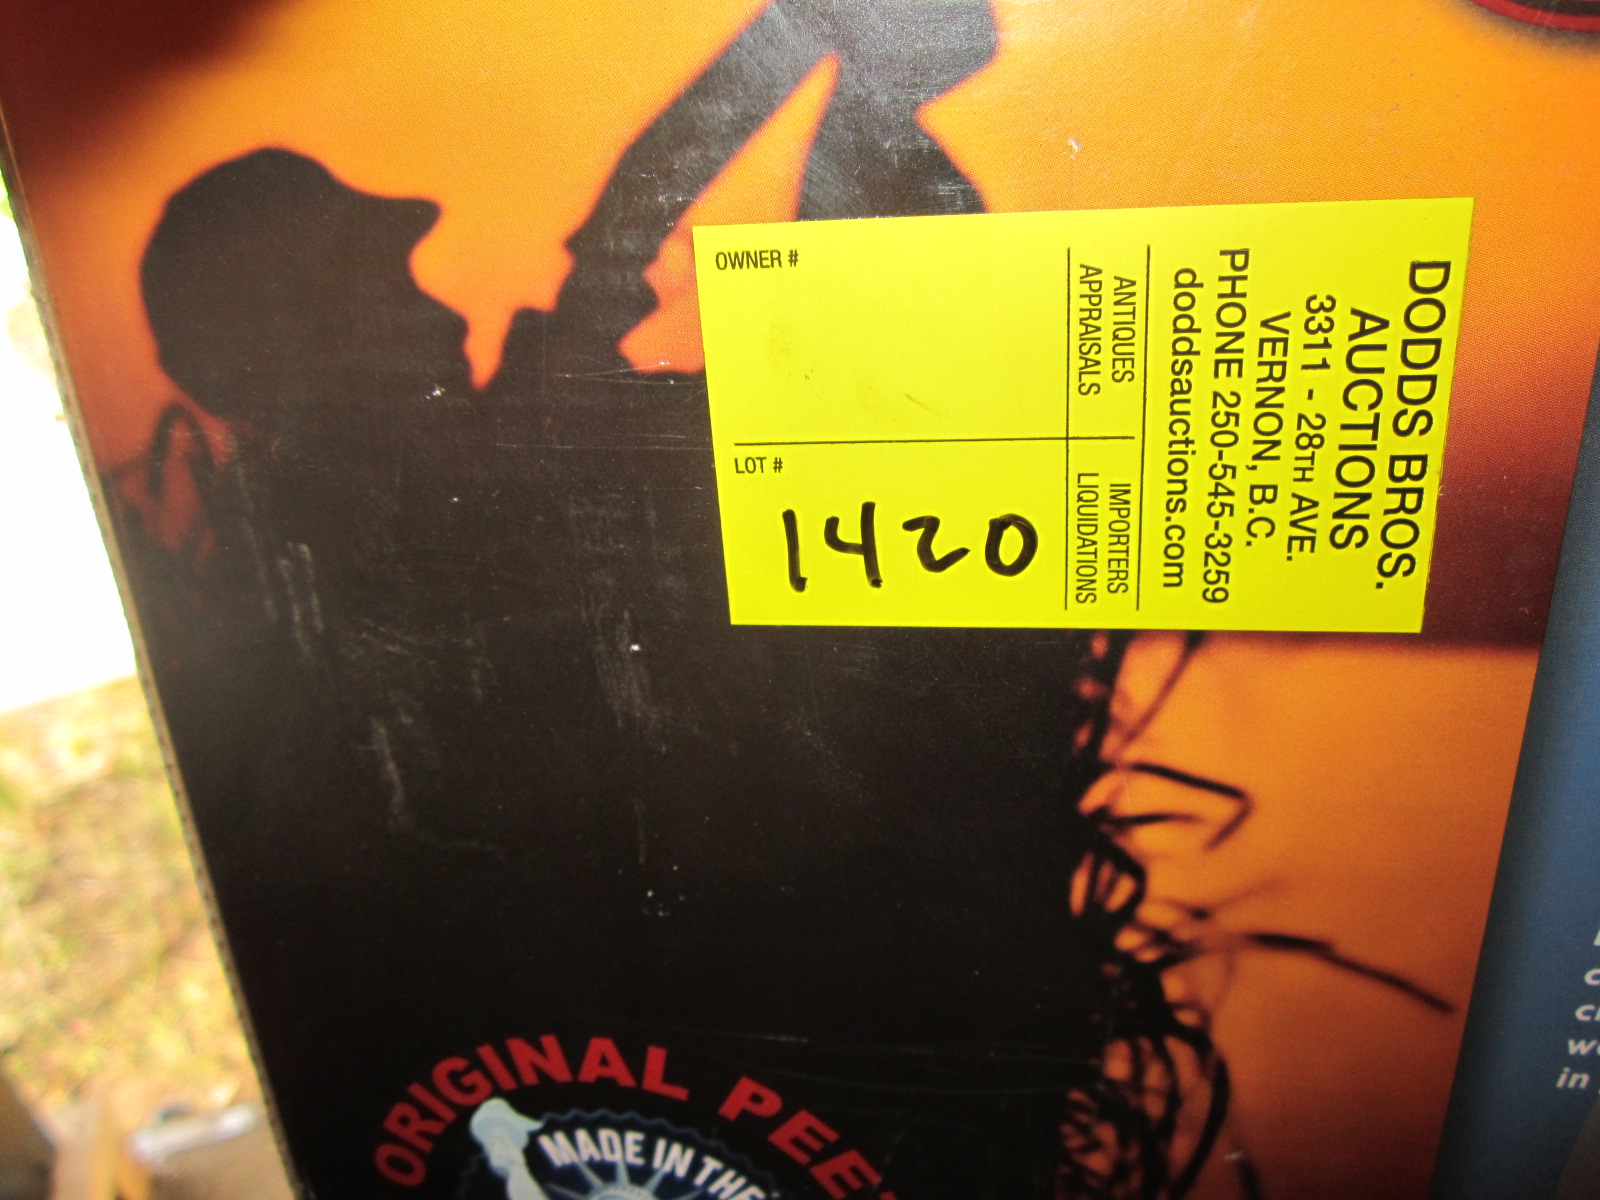 DODDS BROS.
AUCTIONS
3311 - 28TH AVE.
VERNON, B.C.
PHONE 250-545-3259
doddsauctions.com
ANTIQUES
APPRAISALS
IMPORTERS
LIQUIDATIONS
OWNER #
LOT #
1420
ORIGINAL
MADE IN THE
in